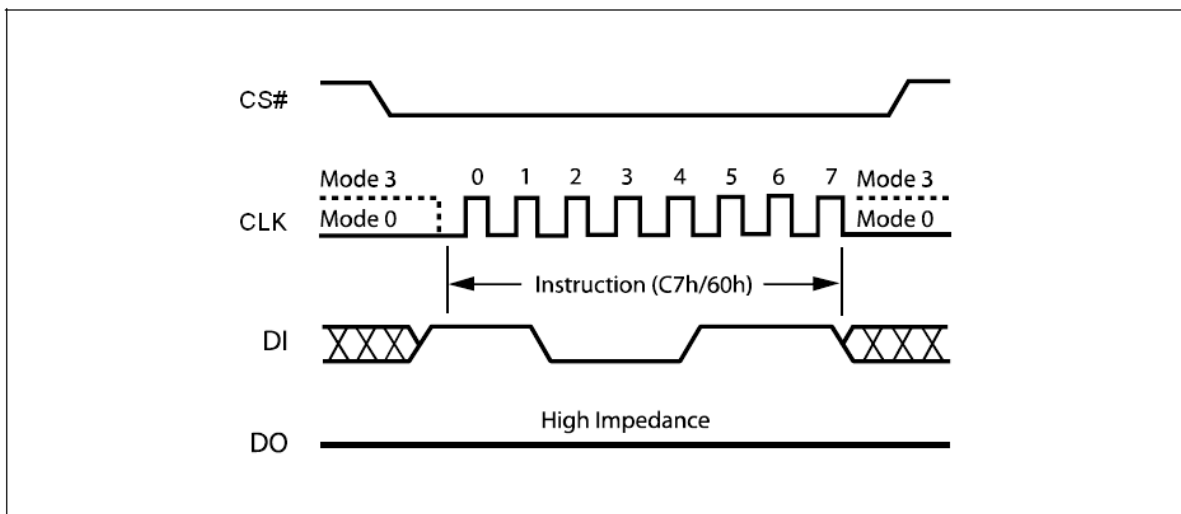 CS#
0 1 2 3 4 5 6 7
Mode 3 Mode 3
CLK
Mode 0 Mode 0
Instruction (C7h/60h)
DI
High Impedance
DO